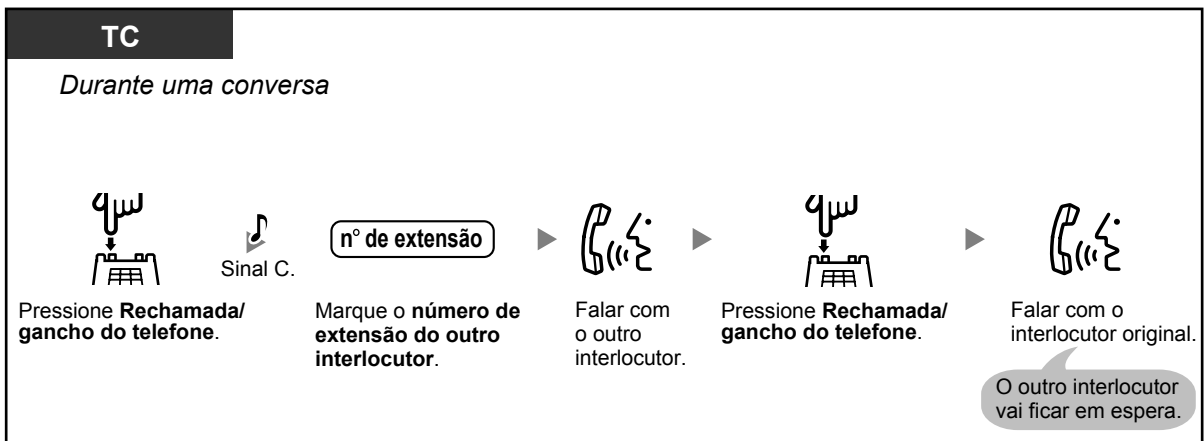 TC
Durante uma conversa
Sinal C.
n° de extensão
Pressione Rechamada/
gancho do telefone.
Marque o número de
extensão do outro
interlocutor.
Falar com
o outro
interlocutor.
Pressione Rechamada/
gancho do telefone.
Falar com o
interlocutor original.
O outro interlocutor
vai ficar em espera.